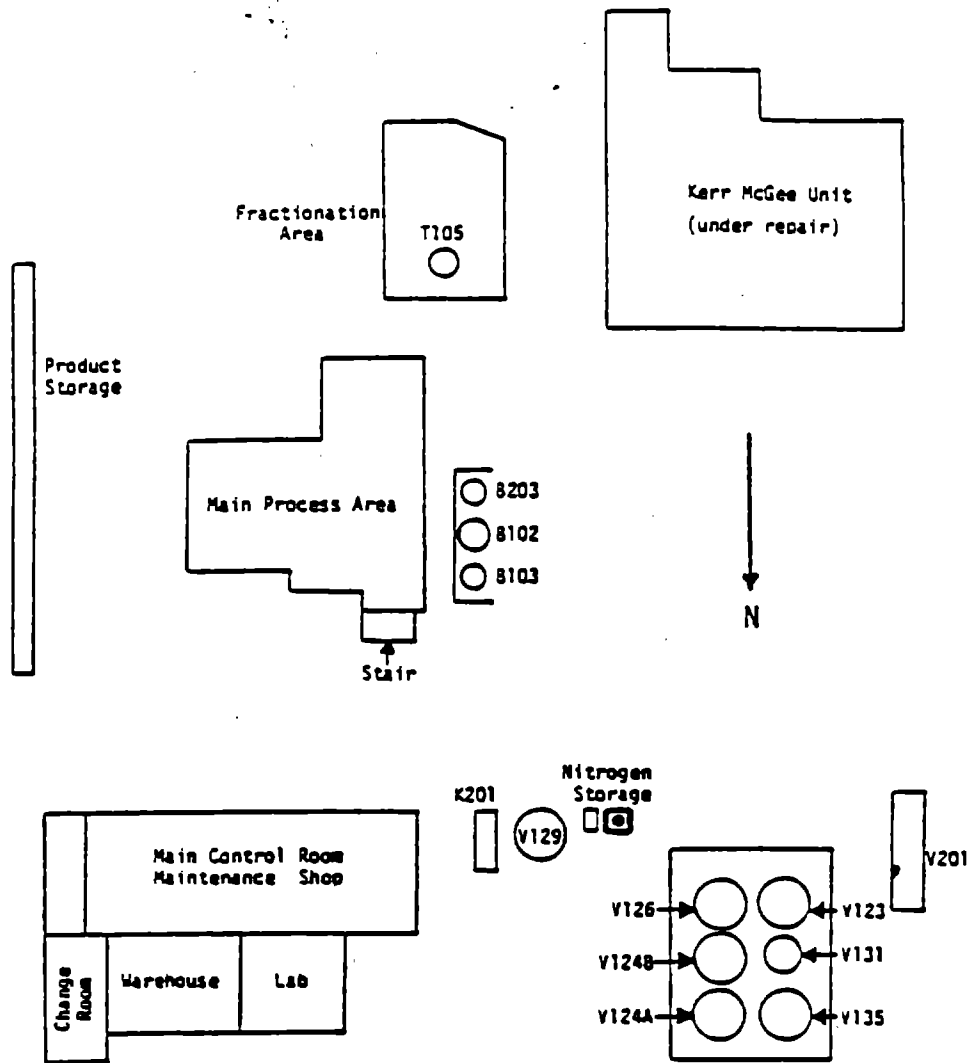 Kerr McGee Unit
(under repair)
Fractionation
Area
T105
Product
Storage
Main Process Area
B203
B102
B103
N
Stair
Nitrogen
Storage
K201
V129
V201
Main Control Room
Maintenance Shop
V126
V123
V124B
V131
V124A
V135
Change
Room
Warehouse
Lab